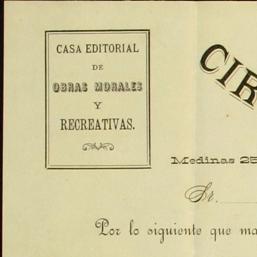 CASA EDITORIAL
DE
OBRAS MORALES
Y
RECREATIVAS.
CIR
Medinas 25
Sr.
Por lo siguiente que ma